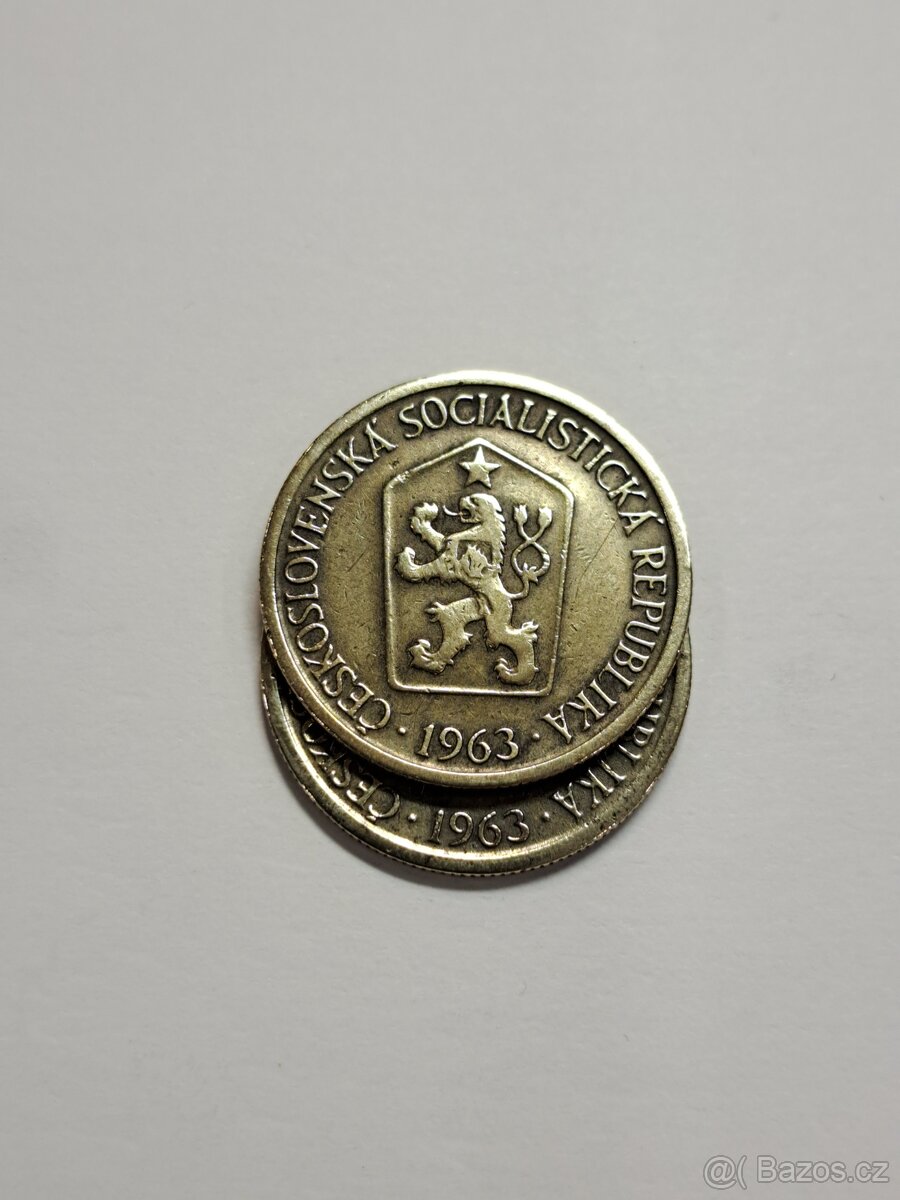 ČESKOSLOVENSKÁ SOCIALISTICKÁ REPUBLIKA
· 1963 ·
· 1963 ·
@( Bazos.cz